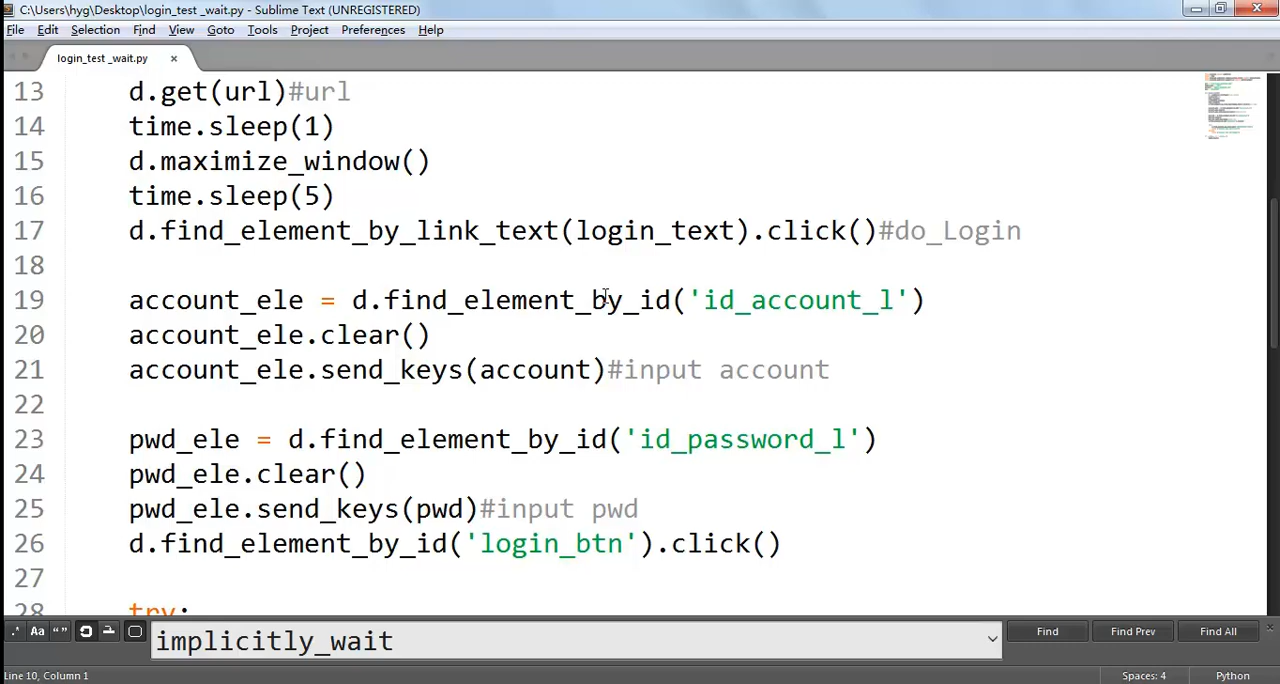 C:\Users\hyg\Desktop\login_test _wait.py - Sublime Text (UNREGISTERED)
File Edit Selection Find View Goto Tools Project Preferences Help
login_test _wait.py ×
13 d.get(url)#url
14 time.sleep(1)
15 d.maximize_window()
16 time.sleep(5)
17 d.find_element_by_link_text(login_text).click()#do_Login
18
19 account_ele = d.find_element_by_id('id_account_l')
20 account_ele.clear()
21 account_ele.send_keys(account)#input account
22
23 pwd_ele = d.find_element_by_id('id_password_l')
24 pwd_ele.clear()
25 pwd_ele.send_keys(pwd)#input pwd
26 d.find_element_by_id('login_btn').click()
27
28 try:
.* Aa “” implicitly_wait Find Find Prev Find All
Line 10, Column 1 Spaces: 4 Python